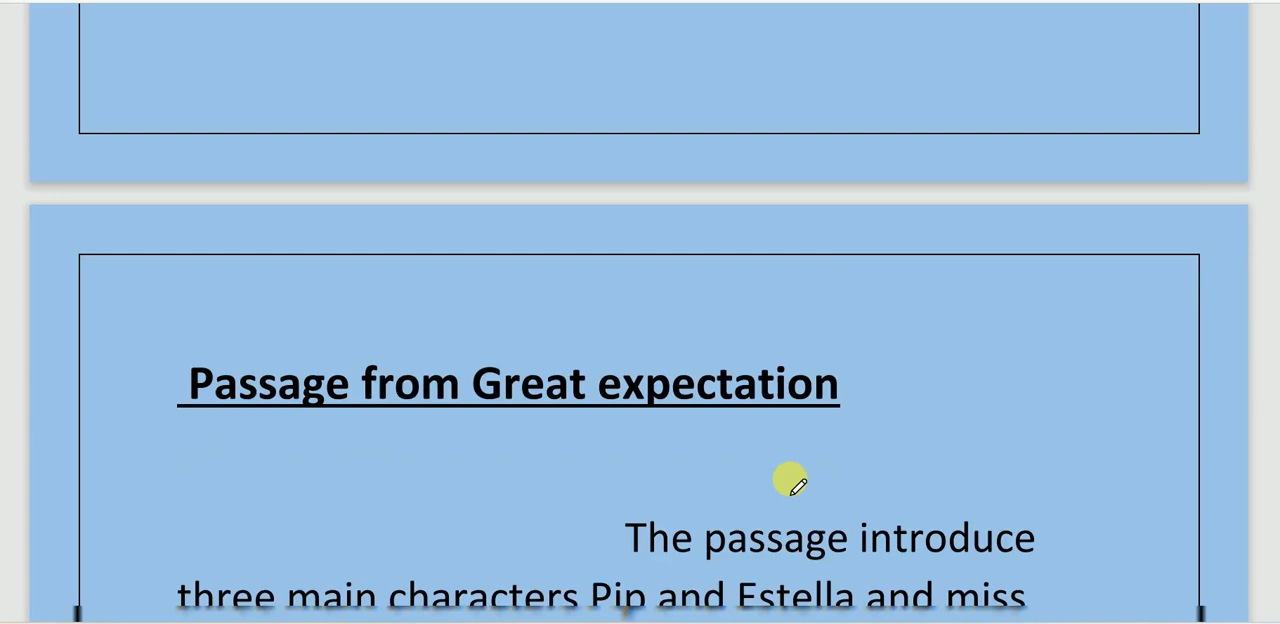 Passage from Great expectation
The passage introduce
three main characters Pip and Estella and miss